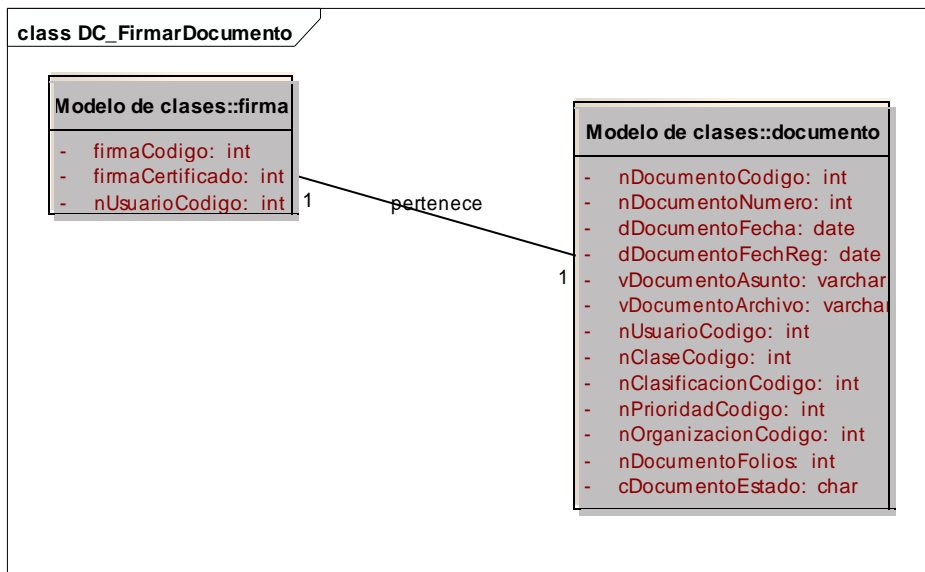 class DC_FirmarDocumento
Modelo de clases::firma
- firmaCodigo: int
- firmaCertificado: int
- nUsuarioCodigo: int
1
pertenece
1
Modelo de clases::documento
- nDocumentoCodigo: int
- nDocumentoNumero: int
- dDocumentoFecha: date
- dDocumentoFechReg: date
- vDocumentoAsunto: varchar
- vDocumentoArchivo: varchar
- nUsuarioCodigo: int
- nClaseCodigo: int
- nClasificacionCodigo: int
- nPrioridadCodigo: int
- nOrganizacionCodigo: int
- nDocumentoFolios: int
- cDocumentoEstado: char